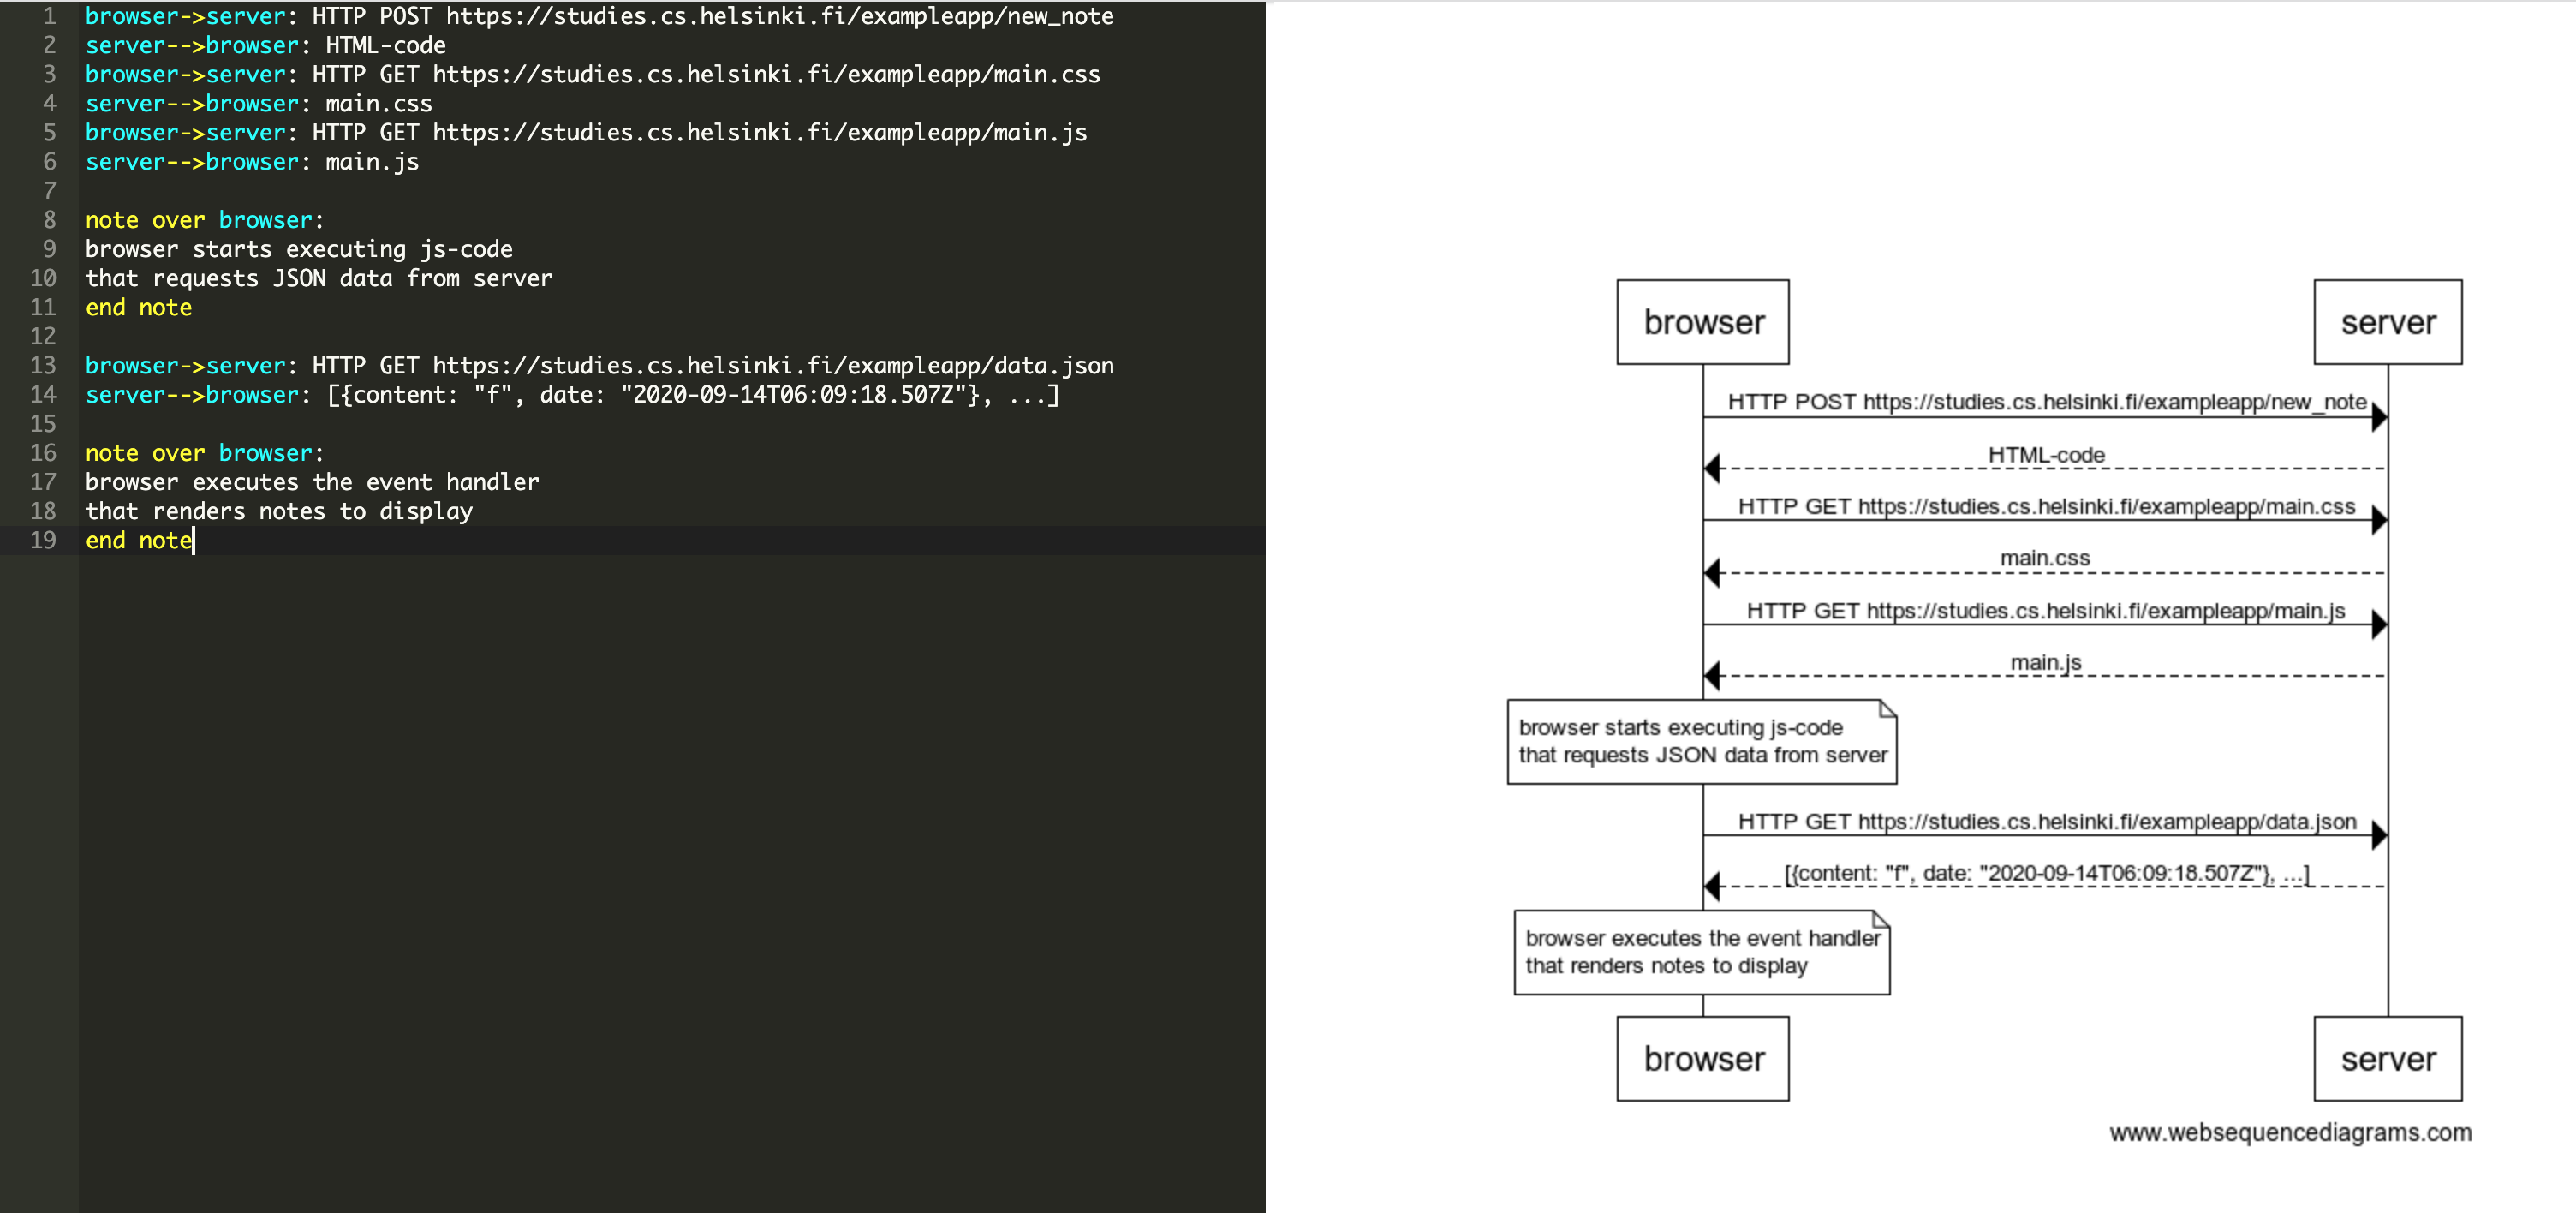 1 browser->server: HTTP POST https://studies.cs.helsinki.fi/exampleapp/new_note
2 server-->browser: HTML-code
3 browser->server: HTTP GET https://studies.cs.helsinki.fi/exampleapp/main.css
4 server-->browser: main.css
5 browser->server: HTTP GET https://studies.cs.helsinki.fi/exampleapp/main.js
6 server-->browser: main.js
7
8 note over browser:
9 browser starts executing js-code
10 that requests JSON data from server
11 end note
12
13 browser->server: HTTP GET https://studies.cs.helsinki.fi/exampleapp/data.json
14 server-->browser: [{content: "f", date: "2020-09-14T06:09:18.507Z"}, ...]
15
16 note over browser:
17 browser executes the event handler
18 that renders notes to display
19 end note
browser server
HTTP POST https://studies.cs.helsinki.fi/exampleapp/new_note
HTML-code
HTTP GET https://studies.cs.helsinki.fi/exampleapp/main.css
main.css
HTTP GET https://studies.cs.helsinki.fi/exampleapp/main.js
main.js
browser starts executing js-code
that requests JSON data from server
HTTP GET https://studies.cs.helsinki.fi/exampleapp/data.json
[{content: "f", date: "2020-09-14T06:09:18.507Z"}, ...]
browser executes the event handler
that renders notes to display
browser server
www.websequencediagrams.com